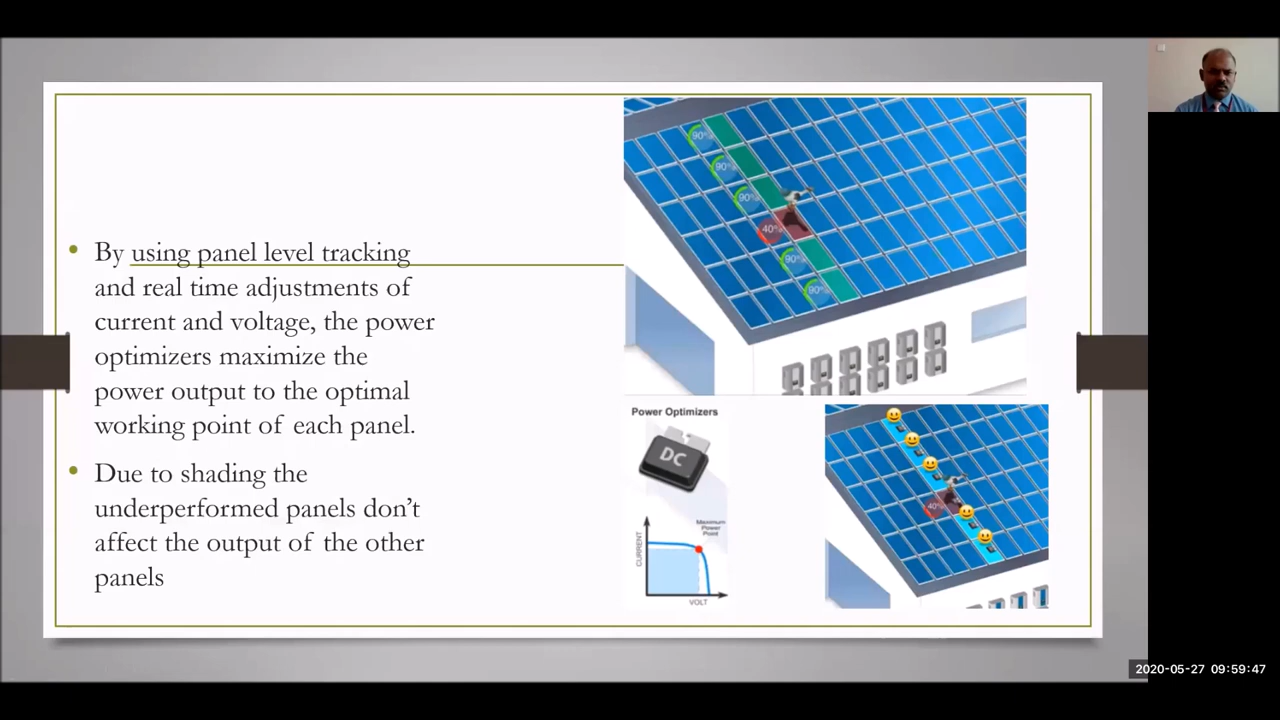 By using panel level tracking
and real time adjustments of
current and voltage, the power
optimizers maximize the
power output to the optimal
working point of each panel.
Due to shading the
underperformed panels don't
affect the output of the other
panels
90%
90%
90%
40%
90%
90%
Power Optimizers
DC
Maximum
Power
Point
CURRENT
VOLT
40%
2020-05-27 09:59:47